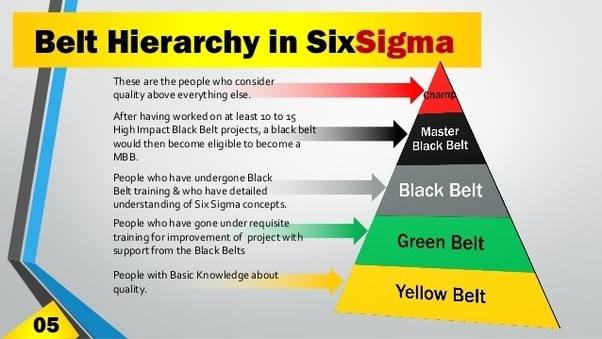 Belt Hierarchy in SixSigma
These are the people who consider
quality above everything else.
Champ
After having worked on at least 10 to 15
High Impact Black Belt projects, a black belt
would then become eligible to become a
MBB.
Master
Black Belt
People who have undergone Black
Belt training & who have detailed
understanding of Six Sigma concepts.
Black Belt
People who have gone under requisite
training for improvement of project with
support from the Black Belts
Green Belt
People with Basic Knowledge about
quality.
Yellow Belt
05